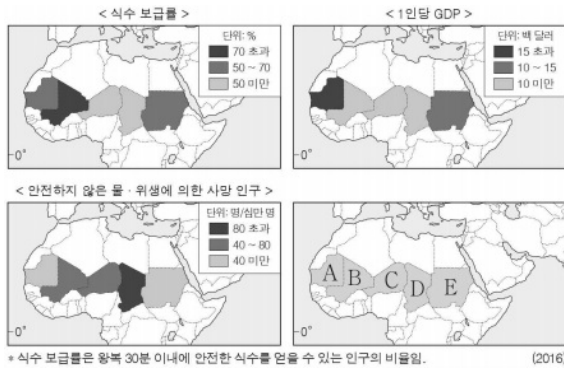 < 식수 보급률 >
단위: %
70 초과
50 ~ 70
50 미만
0°
< 1인당 GDP >
단위: 백 달러
15 초과
10 ~ 15
10 미만
0°
< 안전하지 않은 물 · 위생에 의한 사망 인구 >
단위: 명/십만 명
80 초과
40 ~ 80
40 미만
0°
A B C D E
0°
* 식수 보급률은 왕복 30분 이내에 안전한 식수를 얻을 수 있는 인구의 비율임. (2016)